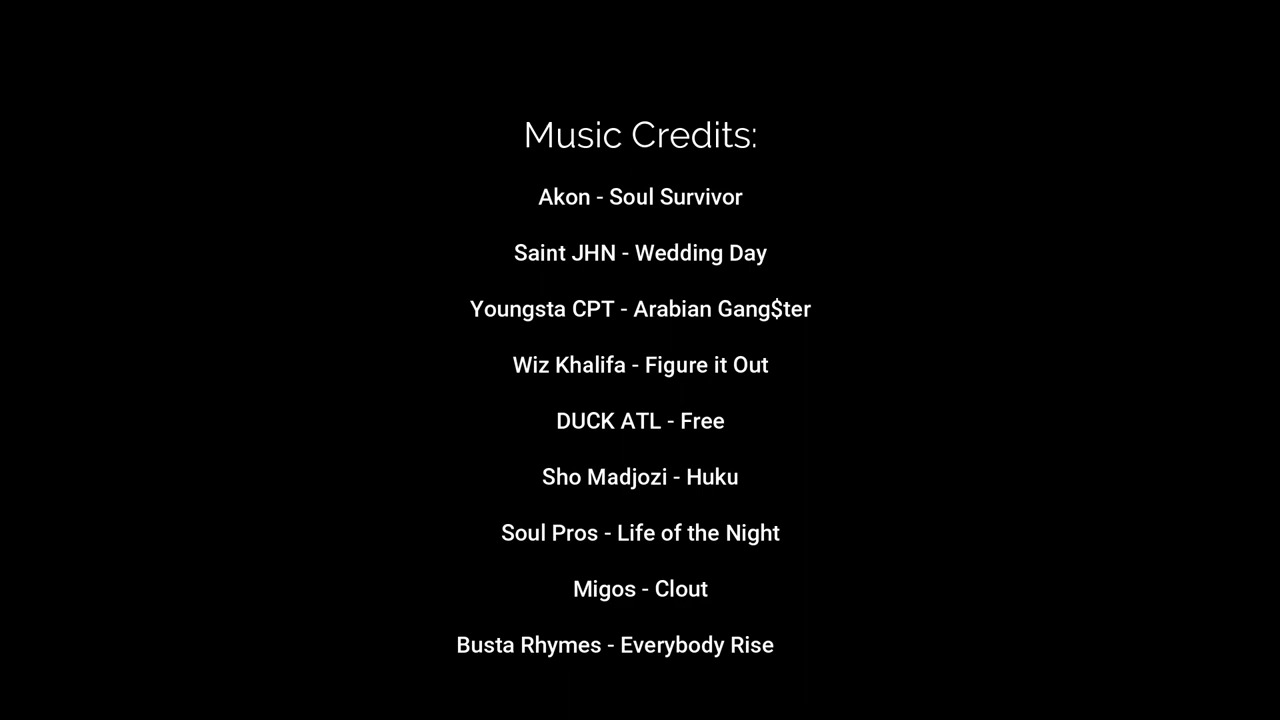 Music Credits:
Akon - Soul Survivor
Saint JHN - Wedding Day
Youngsta CPT - Arabian Gang$ter
Wiz Khalifa - Figure it Out
DUCK ATL - Free
Sho Madjozi - Huku
Soul Pros - Life of the Night
Migos - Clout
Busta Rhymes - Everybody Rise